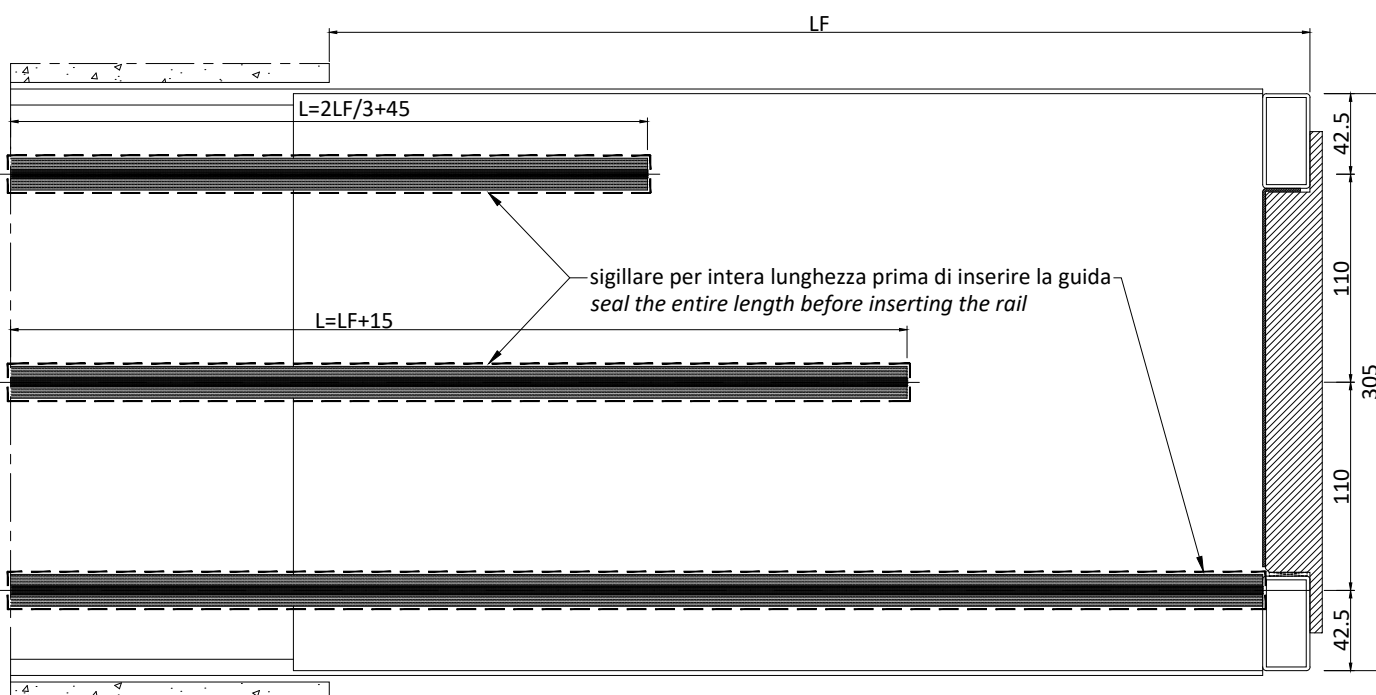 LF
L=2LF/3+45
42.5
110
sigillare per intera lunghezza prima di inserire la guida
seal the entire length before inserting the rail
L=LF+15
305
110
42.5